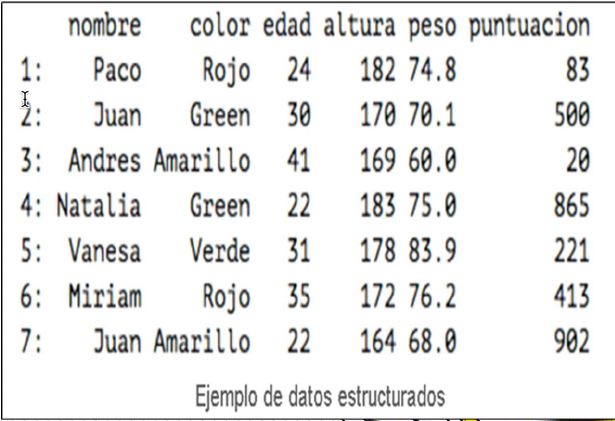 nombre color edad altura peso puntuacion
1: Paco Rojo 24 182 74.8 83
2: Juan Green 30 170 70.1 500
3: Andres Amarillo 41 169 60.0 20
4: Natalia Green 22 183 75.0 865
5: Vanesa Verde 31 178 83.9 221
6: Miriam Rojo 35 172 76.2 413
7: Juan Amarillo 22 164 68.0 902
Ejemplo de datos estructurados